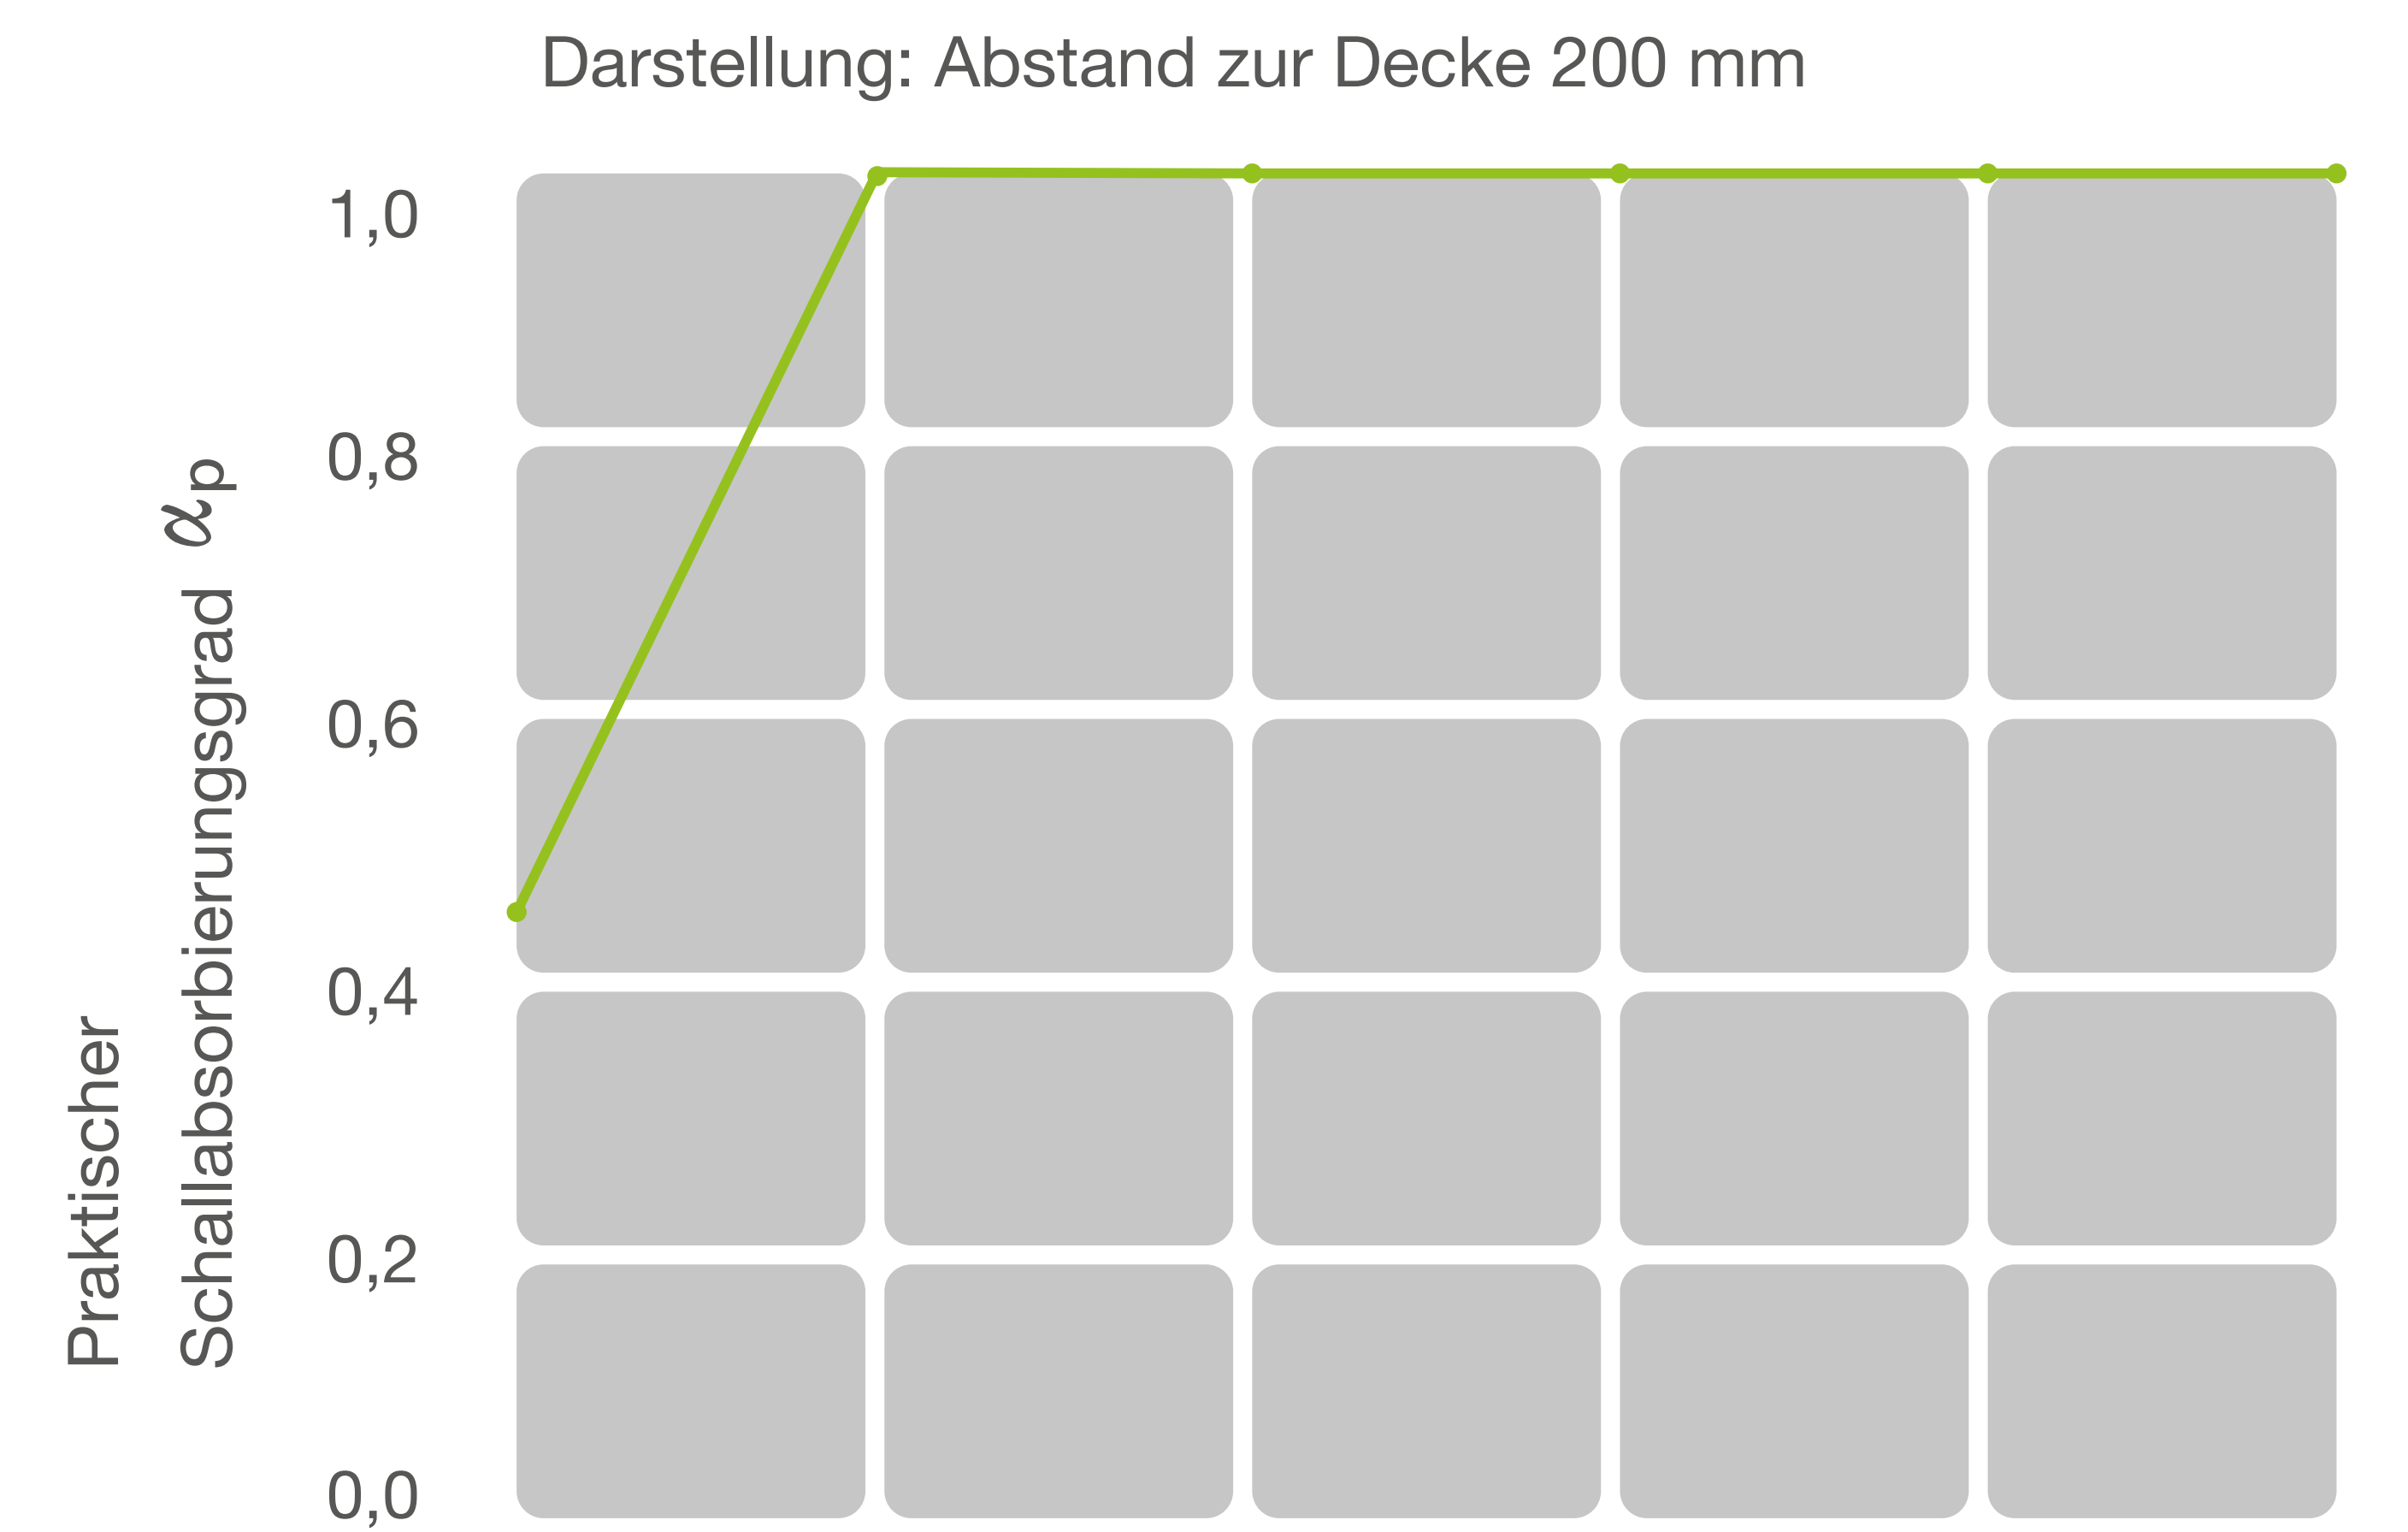 Darstellung: Abstand zur Decke 200 mm
Praktischer
Schallabsorbierungsgrad αp
1,0
0,8
0,6
0,4
0,2
0,0